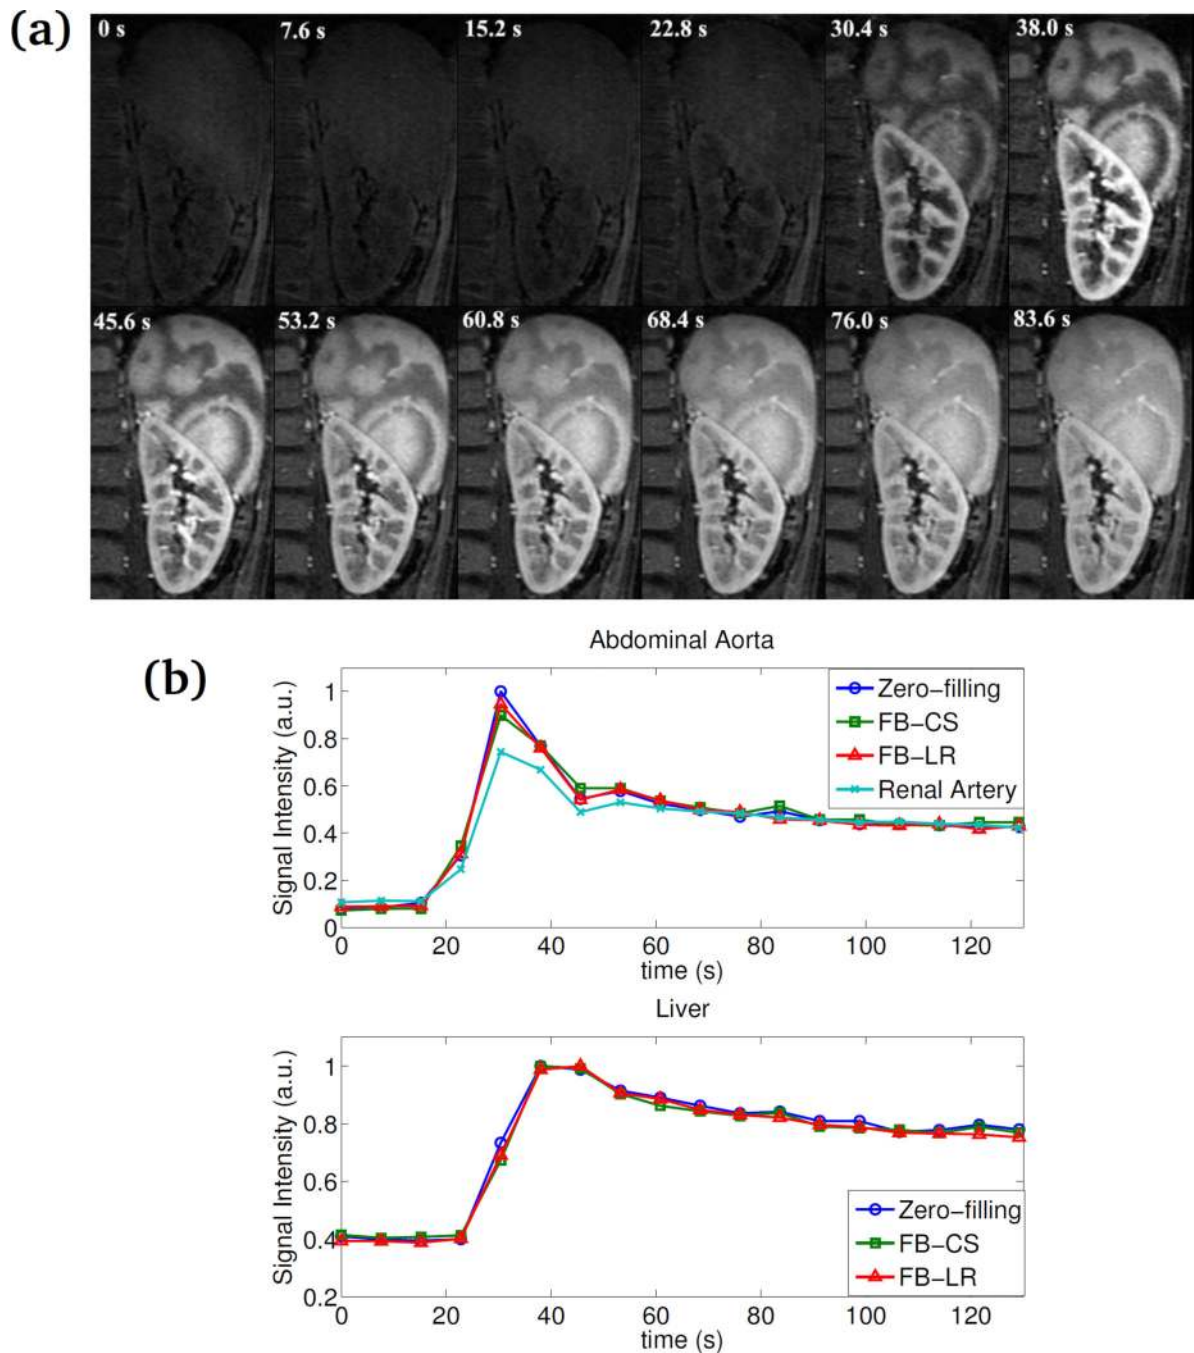 (a)
0 s 7.6 s 15.2 s 22.8 s 30.4 s 38.0 s
45.6 s 53.2 s 60.8 s 68.4 s 76.0 s 83.6 s
(b)
Abdominal Aorta
Signal Intensity (a.u.)
1
0.8
0.6
0.4
0.2
0
0 20 40 60 80 100 120
time (s)
Zero-filling
FB-CS
FB-LR
Renal Artery
Liver
Signal Intensity (a.u.)
1
0.8
0.6
0.4
0.2
0 20 40 60 80 100 120
time (s)
Zero-filling
FB-CS
FB-LR